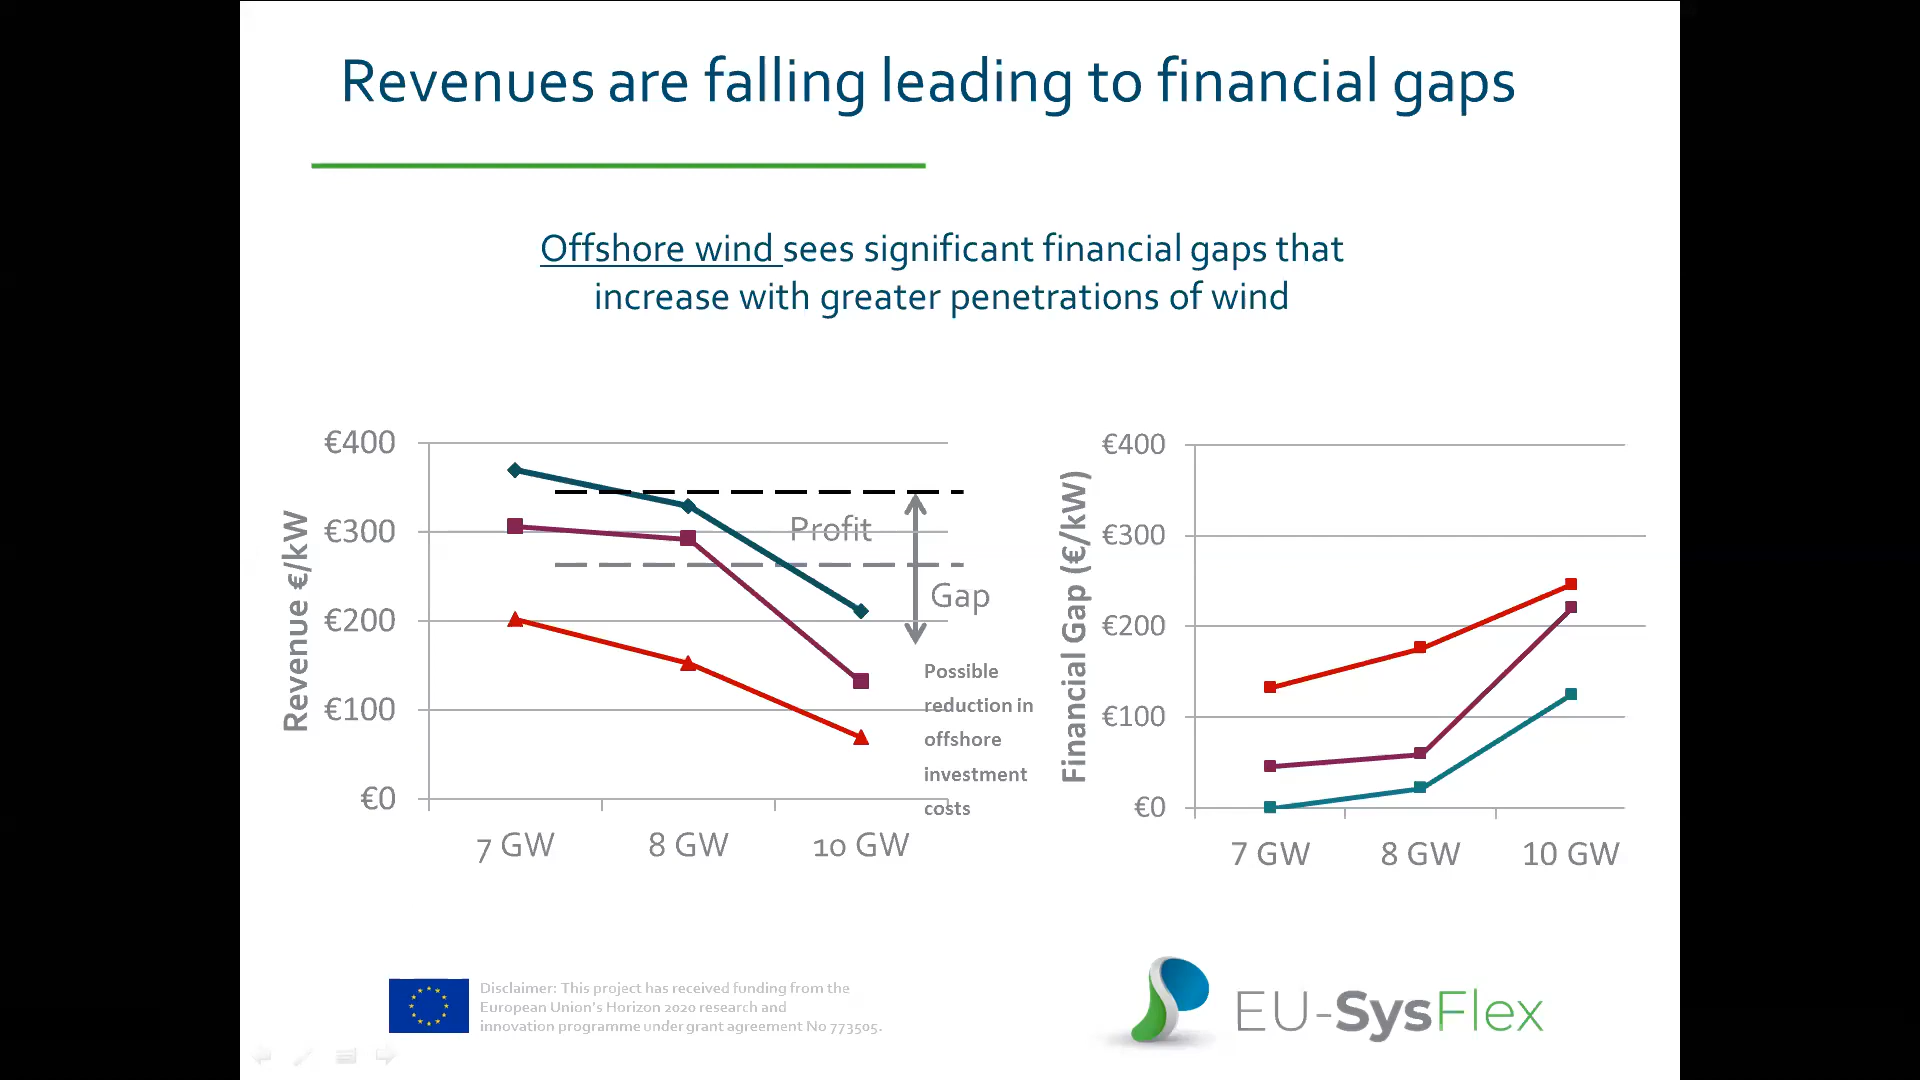 Revenues are falling leading to financial gaps
Offshore wind sees significant financial gaps that
increase with greater penetrations of wind
Revenue €/kW
€400
€300
€200
€100
€0
7 GW
8 GW
10 GW
Profit
Gap
Possible
reduction in
offshore
investment
costs
Financial Gap (€/kW)
€400
€300
€200
€100
€0
7 GW
8 GW
10 GW
Disclaimer: This project has received funding from the
European Union's Horizon 2020 research and
innovation programme under grant agreement No 773505.
EU-SysFlex